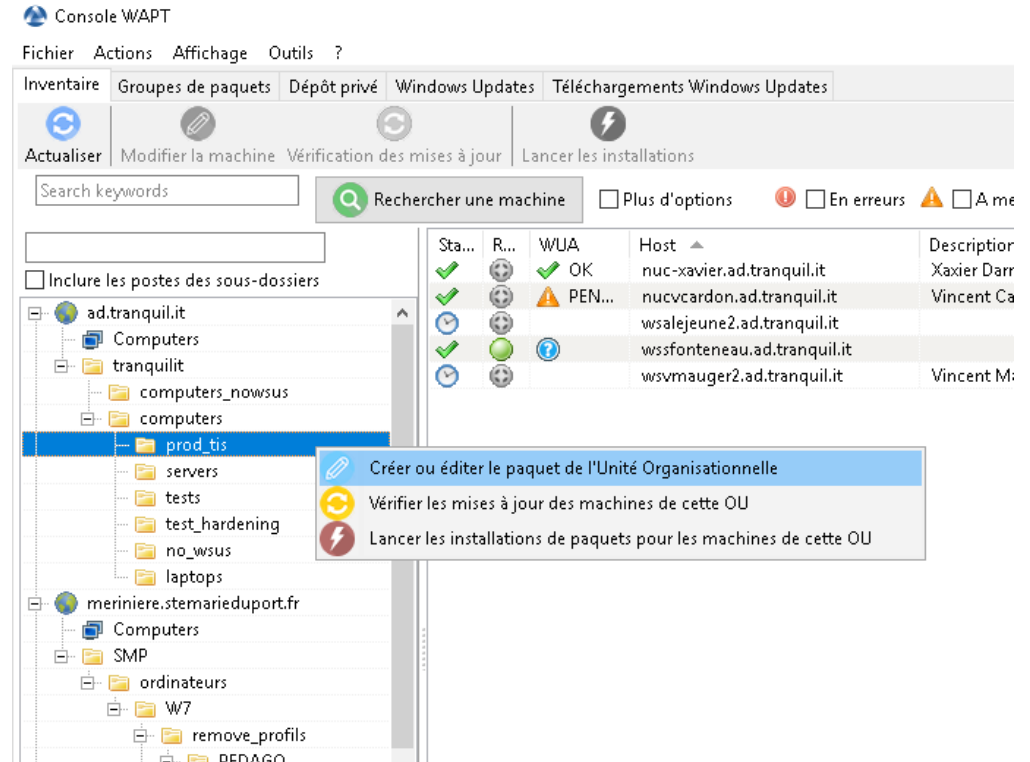 Console WAPT
Fichier Actions Affichage Outils ?
Inventaire Groupes de paquets Dépôt privé Windows Updates Téléchargements Windows Updates
Actualiser Modifier la machine Vérification des mises à jour Lancer les installations
Search keywords Rechercher une machine Plus d'options En erreurs A me
Sta... R... WUA Host Description
Inclure les postes des sous-dossiers
OK nuc-xavier.ad.tranquil.it Xaxier Darr
PEN... nucvcardon.ad.tranquil.it Vincent Ca
wsalejeune2.ad.tranquil.it
wssfonteneau.ad.tranquil.it
wsvmauger2.ad.tranquil.it Vincent Ma
ad.tranquil.it
Computers
tranquilit
computers_nowsus
computers
prod_tis
servers
tests
test_hardening
no_wsus
laptops
meriniere.stemarieduport.fr
Computers
SMP
ordinateurs
W7
remove_profils
PEDAGO
Créer ou éditer le paquet de l'Unité Organisationnelle
Vérifier les mises à jour des machines de cette OU
Lancer les installations de paquets pour les machines de cette OU